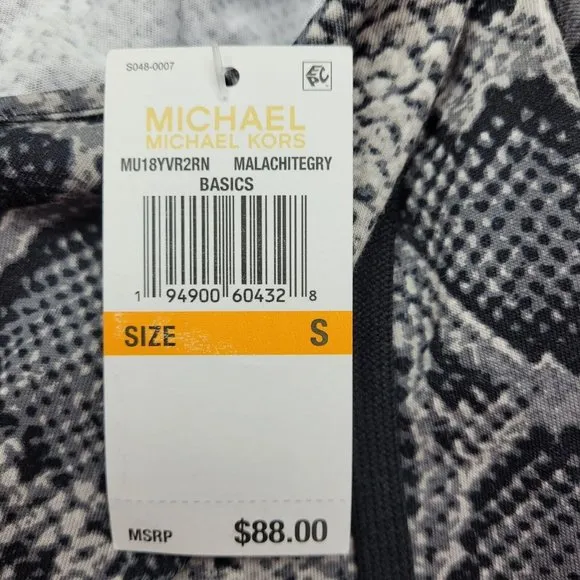 S048-0007
MICHAEL
MICHAEL KORS
MU18YVR2RN MALACHITEGRY
BASICS
1 94900 60432 8
SIZE S
MSRP $88.00